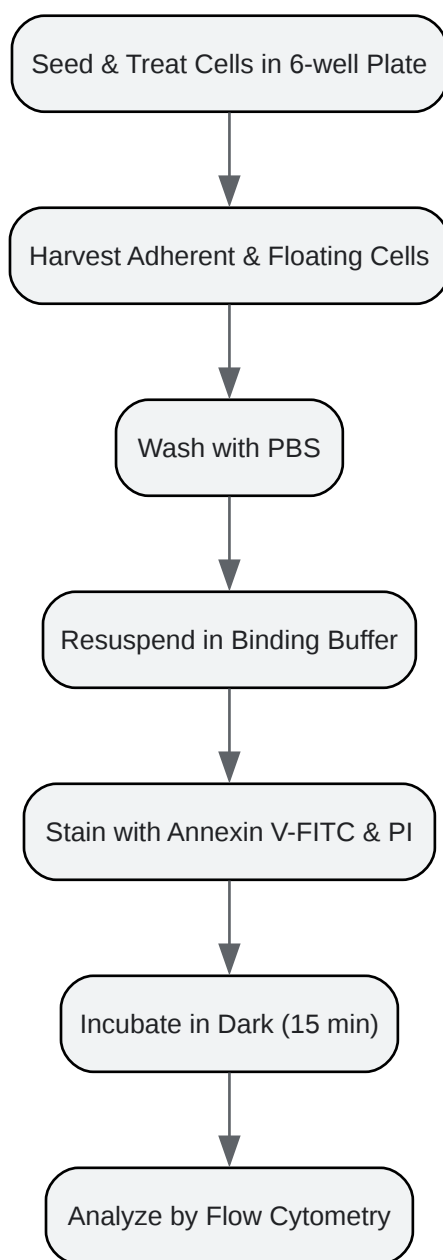 Seed & Treat Cells in 6-well Plate
Harvest Adherent & Floating Cells
Wash with PBS
Resuspend in Binding Buffer
Stain with Annexin V-FITC & PI
Incubate in Dark (15 min)
Analyze by Flow Cytometry